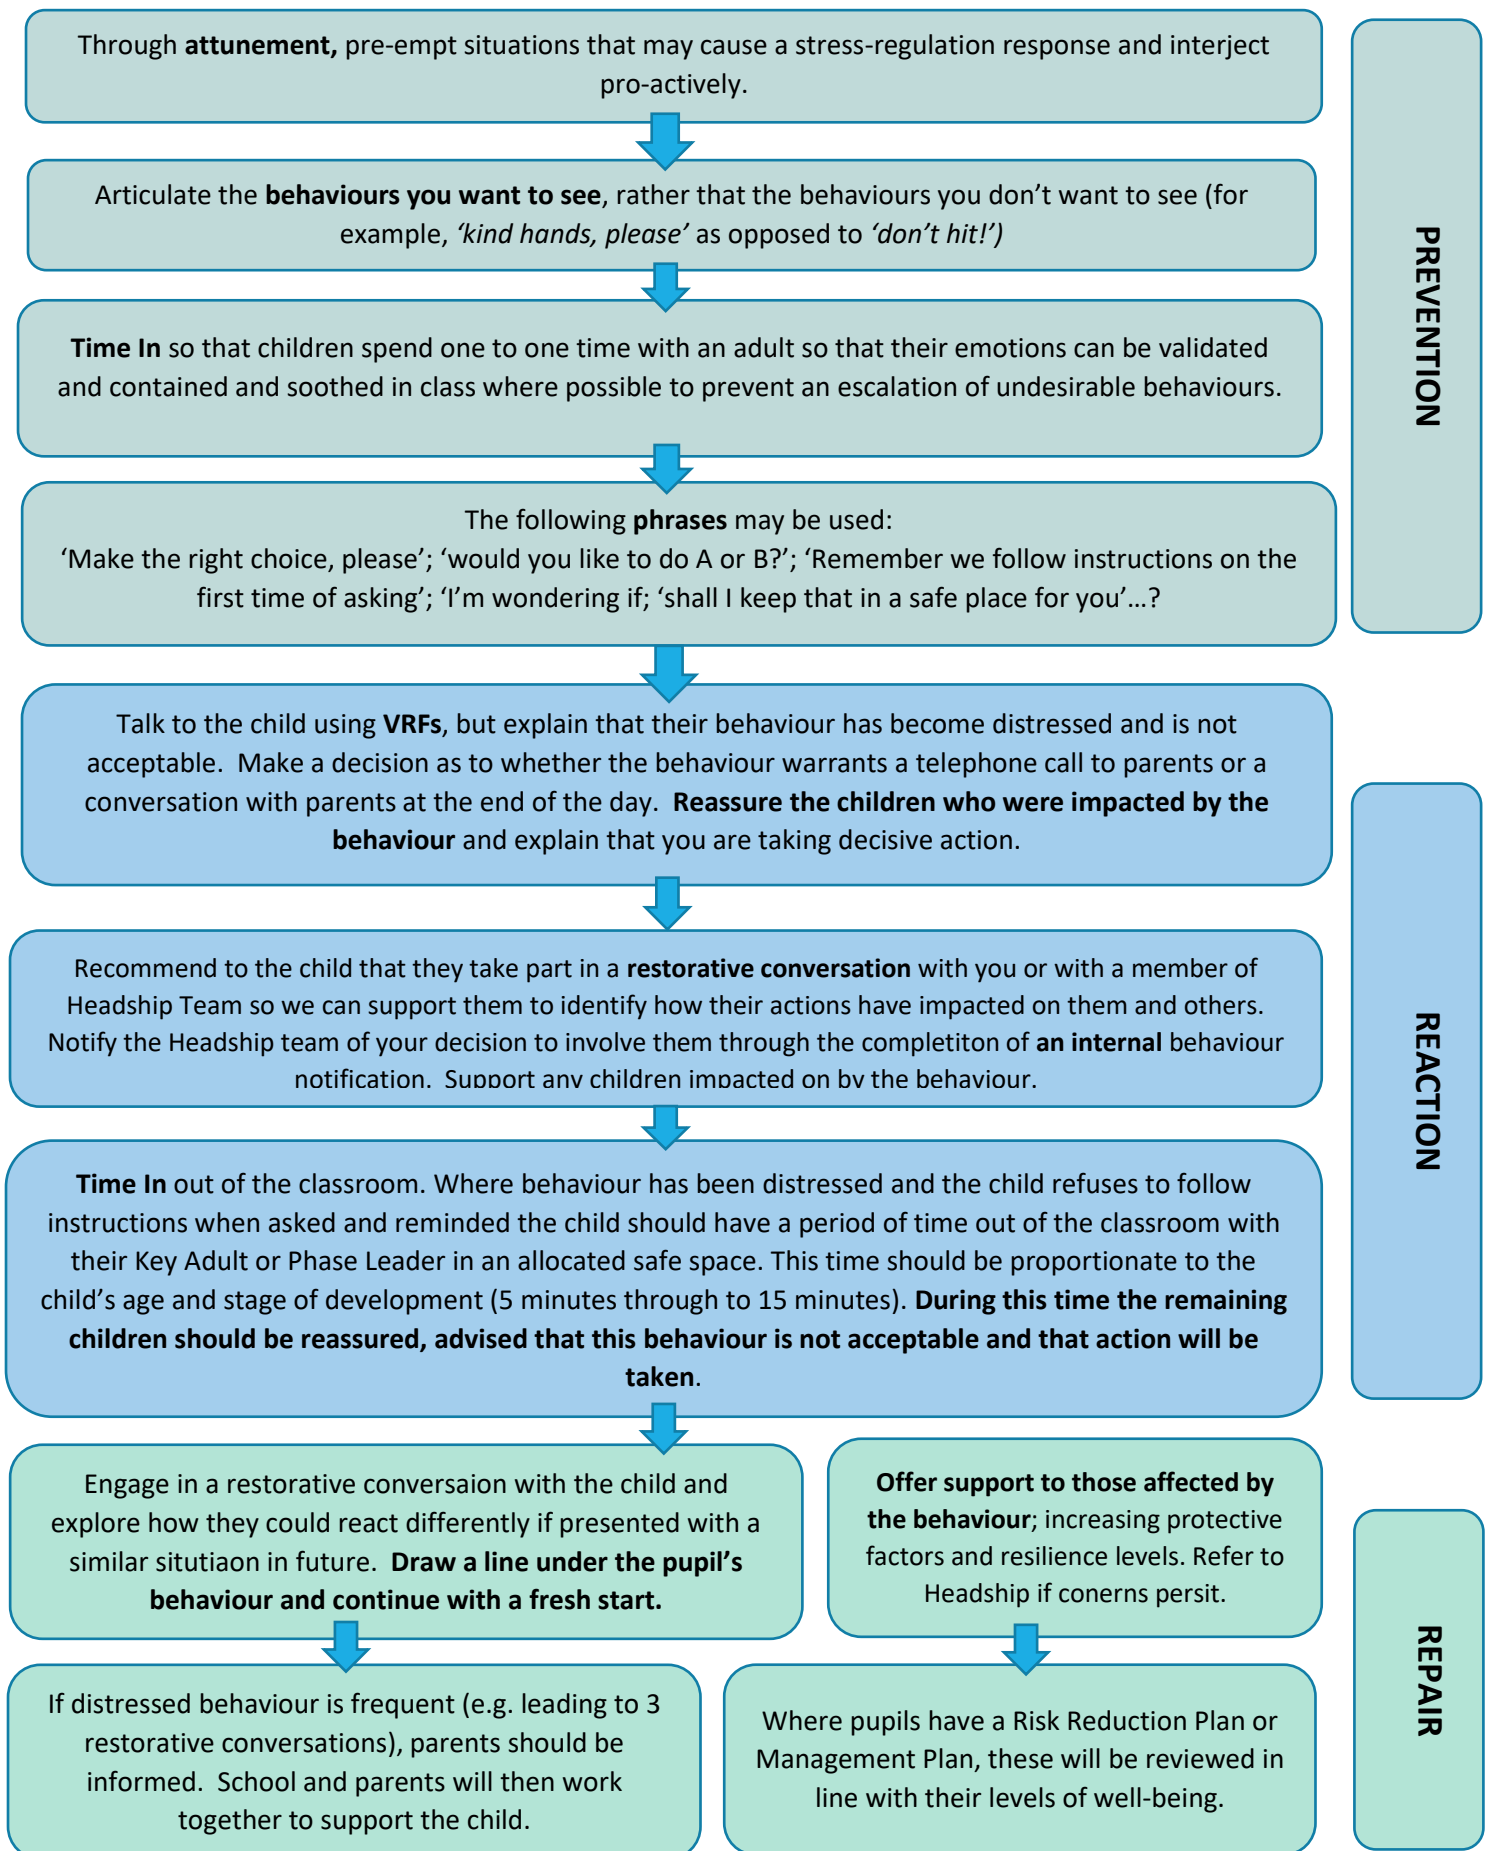 Through attunement, pre-empt situations that may cause a stress-regulation response and interject
pro-actively.
Articulate the behaviours you want to see, rather that the behaviours you don’t want to see (for
example, ‘kind hands, please’ as opposed to ‘don’t hit!’)
Time In so that children spend one to one time with an adult so that their emotions can be validated
and contained and soothed in class where possible to prevent an escalation of undesirable behaviours.
The following phrases may be used:
‘Make the right choice, please’; ‘would you like to do A or B?’; ‘Remember we follow instructions on the
first time of asking’; ‘I’m wondering if; ‘shall I keep that in a safe place for you’…?
PREVENTION
Talk to the child using VRFs, but explain that their behaviour has become distressed and is not
acceptable. Make a decision as to whether the behaviour warrants a telephone call to parents or a
conversation with parents at the end of the day. Reassure the children who were impacted by the
behaviour and explain that you are taking decisive action.
Recommend to the child that they take part in a restorative conversation with you or with a member of
Headship Team so we can support them to identify how their actions have impacted on them and others.
Notify the Headship team of your decision to involve them through the completiton of an internal behaviour
notification. Support any children impacted on by the behaviour.
Time In out of the classroom. Where behaviour has been distressed and the child refuses to follow
instructions when asked and reminded the child should have a period of time out of the classroom with
their Key Adult or Phase Leader in an allocated safe space. This time should be proportionate to the
child’s age and stage of development (5 minutes through to 15 minutes). During this time the remaining
children should be reassured, advised that this behaviour is not acceptable and that action will be
taken.
REACTION
Engage in a restorative conversaion with the child and
explore how they could react differently if presented with a
similar situtiaon in future. Draw a line under the pupil’s
behaviour and continue with a fresh start.
Offer support to those affected by
the behaviour; increasing protective
factors and resilience levels. Refer to
Headship if conerns persit.
If distressed behaviour is frequent (e.g. leading to 3
restorative conversations), parents should be
informed. School and parents will then work
together to support the child.
Where pupils have a Risk Reduction Plan or
Management Plan, these will be reviewed in
line with their levels of well-being.
REPAIR